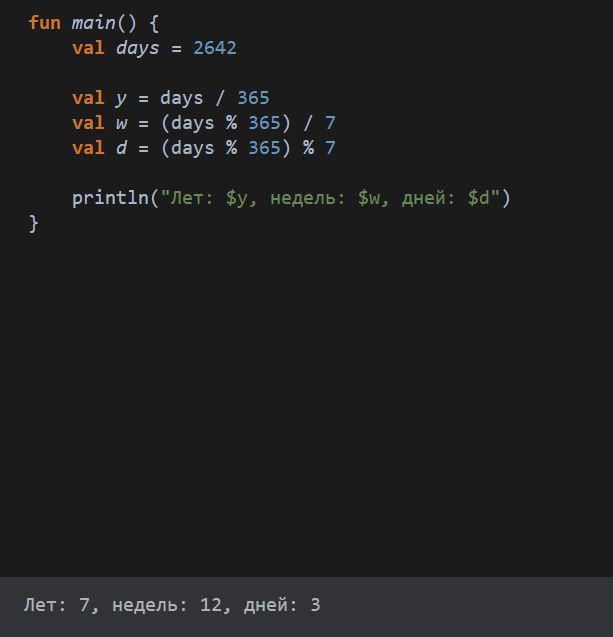 fun main() {
    val days = 2642

    val y = days / 365
    val w = (days % 365) / 7
    val d = (days % 365) % 7

    println("Лет: $y, недель: $w, дней: $d")
}
Лет: 7, недель: 12, дней: 3